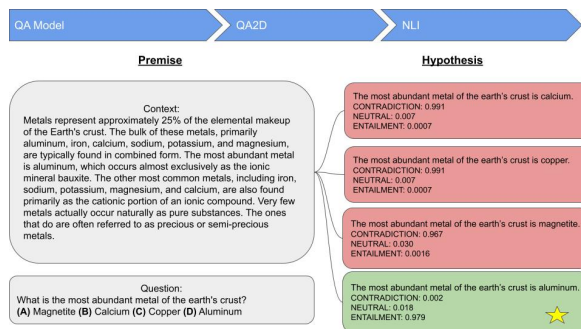 QA Model
QA2D
NLI
Premise
Hypothesis
Context:
Metals represent approximately 25% of the elemental makeup
of the Earth's crust. The bulk of these metals, primarily
aluminum, iron, calcium, sodium, potassium, and magnesium,
are typically found in combined form. The most abundant metal
is aluminum, which occurs almost exclusively as the ionic
mineral bauxite. The other most common metals, including iron,
sodium, potassium, magnesium, and calcium, are also found
primarily as the cationic portion of an ionic compound. Very few
metals actually occur naturally as pure substances. The ones
that do are often referred to as precious or semi-precious
metals.
Question:
What is the most abundant metal of the earth's crust?
(A) Magnetite (B) Calcium (C) Copper (D) Aluminum
The most abundant metal of the earth's crust is calcium.
CONTRADICTION: 0.991
NEUTRAL: 0.007
ENTAILMENT: 0.0007
The most abundant metal of the earth's crust is copper.
CONTRADICTION: 0.991
NEUTRAL: 0.007
ENTAILMENT: 0.0007
The most abundant metal of the earth's crust is magnetite.
CONTRADICTION: 0.967
NEUTRAL: 0.030
ENTAILMENT: 0.0016
The most abundant metal of the earth's crust is aluminum.
CONTRADICTION: 0.002
NEUTRAL: 0.018
ENTAILMENT: 0.979